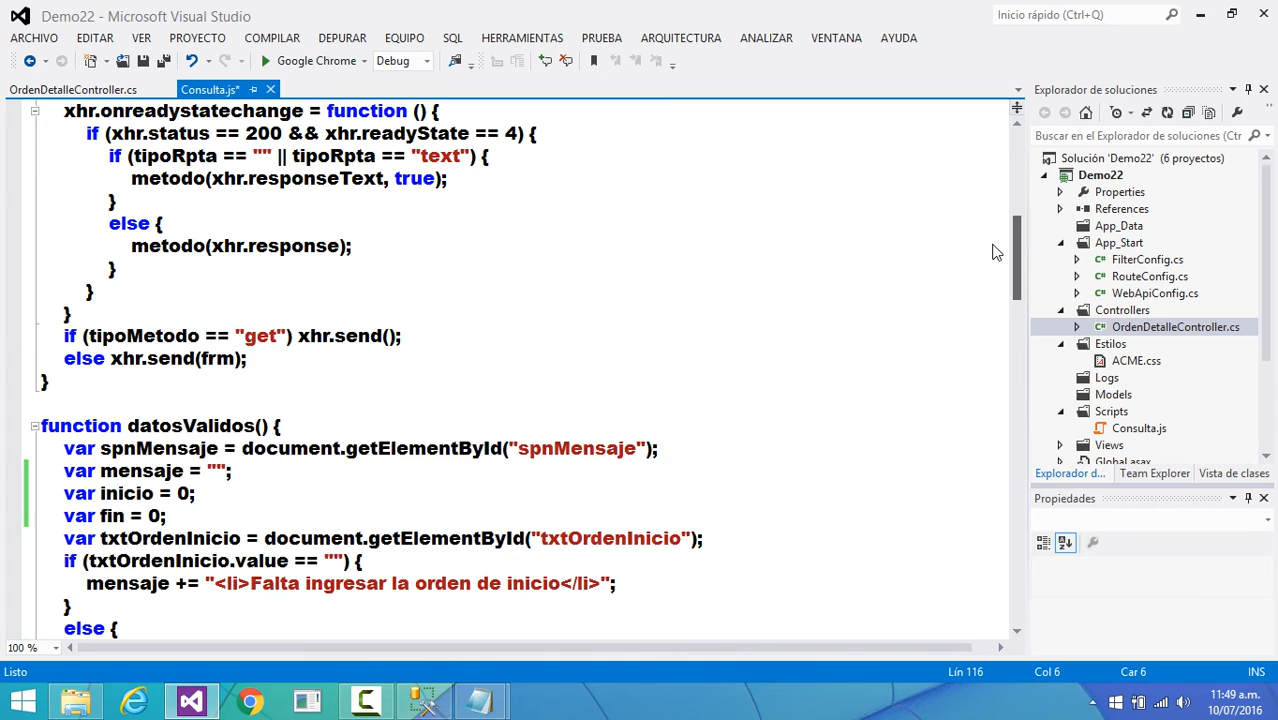 Demo22 - Microsoft Visual Studio
Inicio rápido (Ctrl+Q)
ARCHIVO EDITAR VER PROYECTO COMPILAR DEPURAR EQUIPO SQL HERRAMIENTAS PRUEBA ARQUITECTURA ANALIZAR VENTANA AYUDA
Google Chrome Debug
OrdenDetalleController.cs Consulta.js*
xhr.onreadystatechange = function () {
if (xhr.status == 200 && xhr.readyState == 4) {
if (tipoRpta == "" || tipoRpta == "text") {
metodo(xhr.responseText, true);
}
else {
metodo(xhr.response);
}
}
}
if (tipoMetodo == "get") xhr.send();
else xhr.send(frm);
}
function datosValidos() {
var spnMensaje = document.getElementById("spnMensaje");
var mensaje = "";
var inicio = 0;
var fin = 0;
var txtOrdenInicio = document.getElementById("txtOrdenInicio");
if (txtOrdenInicio.value == "") {
mensaje += "<li>Falta ingresar la orden de inicio</li>";
}
else {
100 %
Explorador de soluciones
Buscar en el Explorador de soluciones (Ctr
Solución 'Demo22' (6 proyectos)
Demo22
Properties
References
App_Data
App_Start
FilterConfig.cs
RouteConfig.cs
WebApiConfig.cs
Controllers
OrdenDetalleController.cs
Estilos
ACME.css
Logs
Models
Scripts
Consulta.js
Views
Global.asax
Explorador d... Team Explorer Vista de clases
Propiedades
Listo Lín 116 Col 6 Car 6 INS
11:49 a.m.
10/07/2016